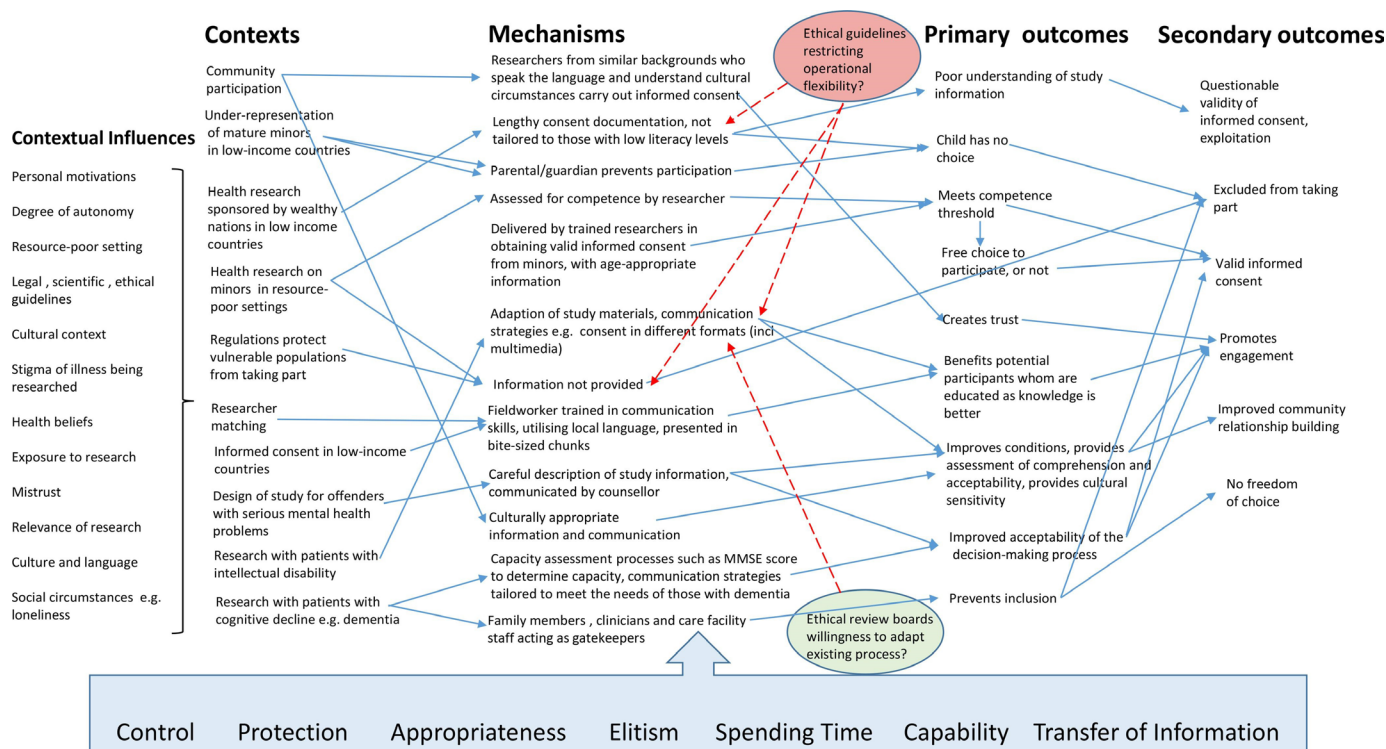 Contextual Influences
Personal motivations
Degree of autonomy
Resource-poor setting
Legal , scientific , ethical
guidelines
Cultural context
Stigma of illness being
researched
Health beliefs
Exposure to research
Mistrust
Relevance of research
Culture and language
Social circumstances e.g.
loneliness
Contexts
Community
participation
Under-representation
of mature minors
in low-income countries
Health research
sponsored by wealthy
nations in low income
countries
Health research on
minors in resource-
poor settings
Regulations protect
vulnerable populations
from taking part
Researcher
matching
Informed consent in low-income
countries
Design of study for offenders
with serious mental health
problems
Research with patients with
intellectual disability
Research with patients with
cognitive decline e.g. dementia
Mechanisms
Researchers from similar backgrounds who
speak the language and understand cultural
circumstances carry out informed consent
Lengthy consent documentation, not
tailored to those with low literacy levels
Parental/guardian prevents participation
Assessed for competence by researcher
Delivered by trained researchers in
obtaining valid informed consent
from minors, with age-appropriate
information
Adaption of study materials, communication
strategies e.g. consent in different formats (incl
multimedia)
Information not provided
Fieldworker trained in communication
skills, utilising local language, presented in
bite-sized chunks
Careful description of study information,
communicated by counsellor
Culturally appropriate
information and communication
Capacity assessment processes such as MMSE score
to determine capacity, communication strategies
tailored to meet the needs of those with dementia
Family members , clinicians and care facility
staff acting as gatekeepers
Ethical guidelines
restricting
operational
flexibility?
Ethical review boards
willingness to adapt
existing process?
Primary outcomes
Poor understanding of study
information
Child has no
choice
Meets competence
threshold
Free choice to
participate, or not
Creates trust
Benefits potential
participants whom are
educated as knowledge is
better
Improves conditions, provides
assessment of comprehension and
acceptability, provides cultural
sensitivity
Improved acceptability of the
decision-making process
Prevents inclusion
Secondary outcomes
Questionable
validity of
informed consent,
exploitation
Excluded from taking
part
Valid informed
consent
Promotes
engagement
Improved community
relationship building
No freedom
of choice
Control Protection Appropriateness Elitism Spending Time Capability Transfer of Information